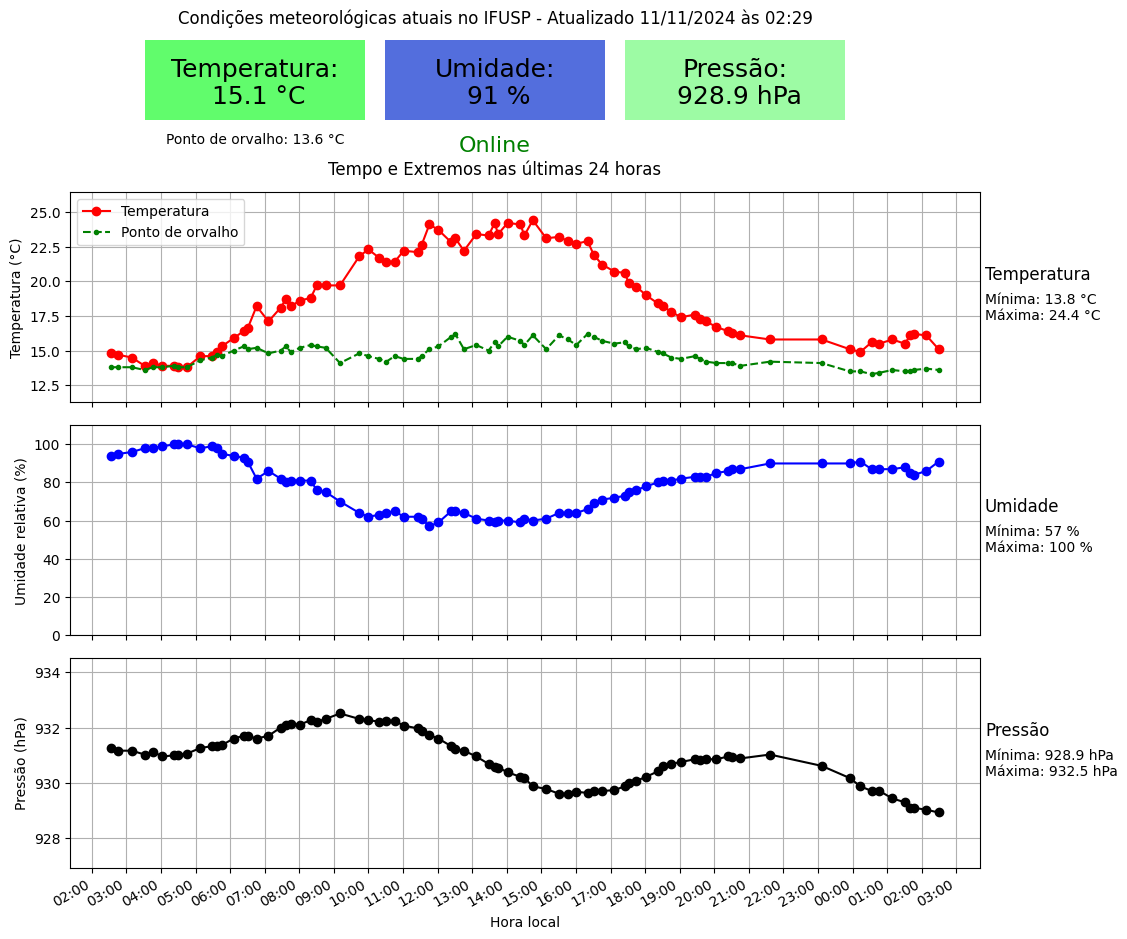 Condições meteorológicas atuais no IFUSP - Atualizado 11/11/2024 às 02:29
Temperatura:
15.1 °C
Umidade:
91 %
Pressão:
928.9 hPa
Ponto de orvalho: 13.6 °C
Online
Tempo e Extremos nas últimas 24 horas
Temperatura (°C)
25.0
22.5
20.0
17.5
15.0
12.5
Temperatura
Ponto de orvalho
Temperatura
Mínima: 13.8 °C
Máxima: 24.4 °C
Umidade relativa (%)
100
80
60
40
20
0
Umidade
Mínima: 57 %
Máxima: 100 %
Pressão (hPa)
934
932
930
928
Pressão
Mínima: 928.9 hPa
Máxima: 932.5 hPa
02:00 03:00 04:00 05:00 06:00 07:00 08:00 09:00 10:00 11:00 12:00 13:00 14:00 15:00 16:00 17:00 18:00 19:00 20:00 21:00 22:00 23:00 00:00 01:00 02:00 03:00
Hora local